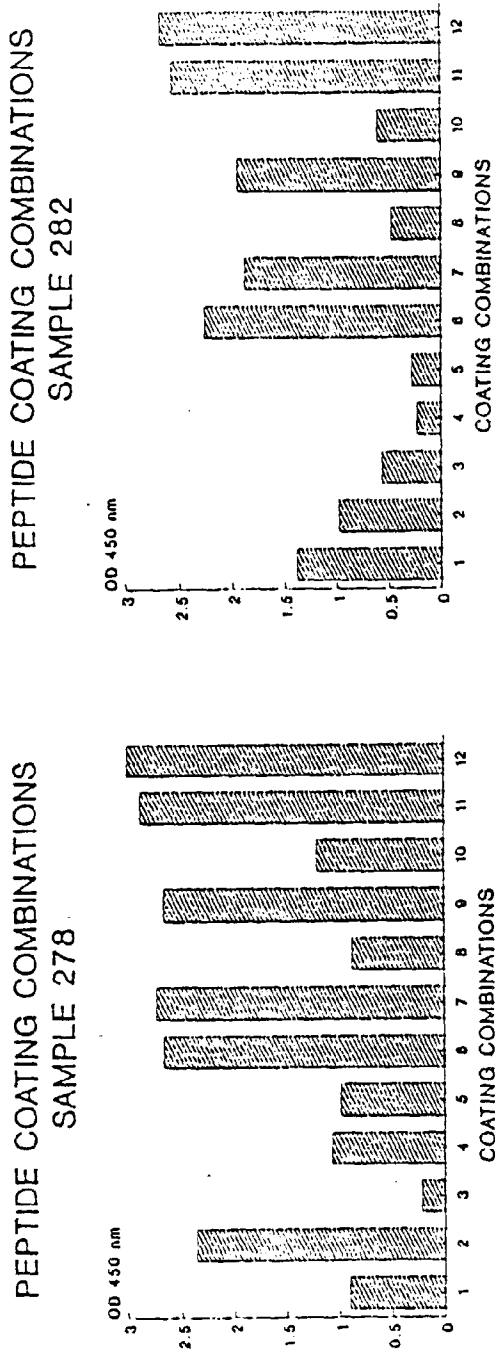 PEPTIDE COATING COMBINATIONS
SAMPLE 278
OD 450 nm
3
2.5
2
1.5
1
0.5
0
1 2 3 4 5 6 7 8 9 10 11 12
COATING COMBINATIONS
PEPTIDE COATING COMBINATIONS
SAMPLE 282
OD 450 nm
3
2.5
2
1.5
1
0.5
0
1 2 3 4 5 6 7 8 9 10 11 12
COATING COMBINATIONS